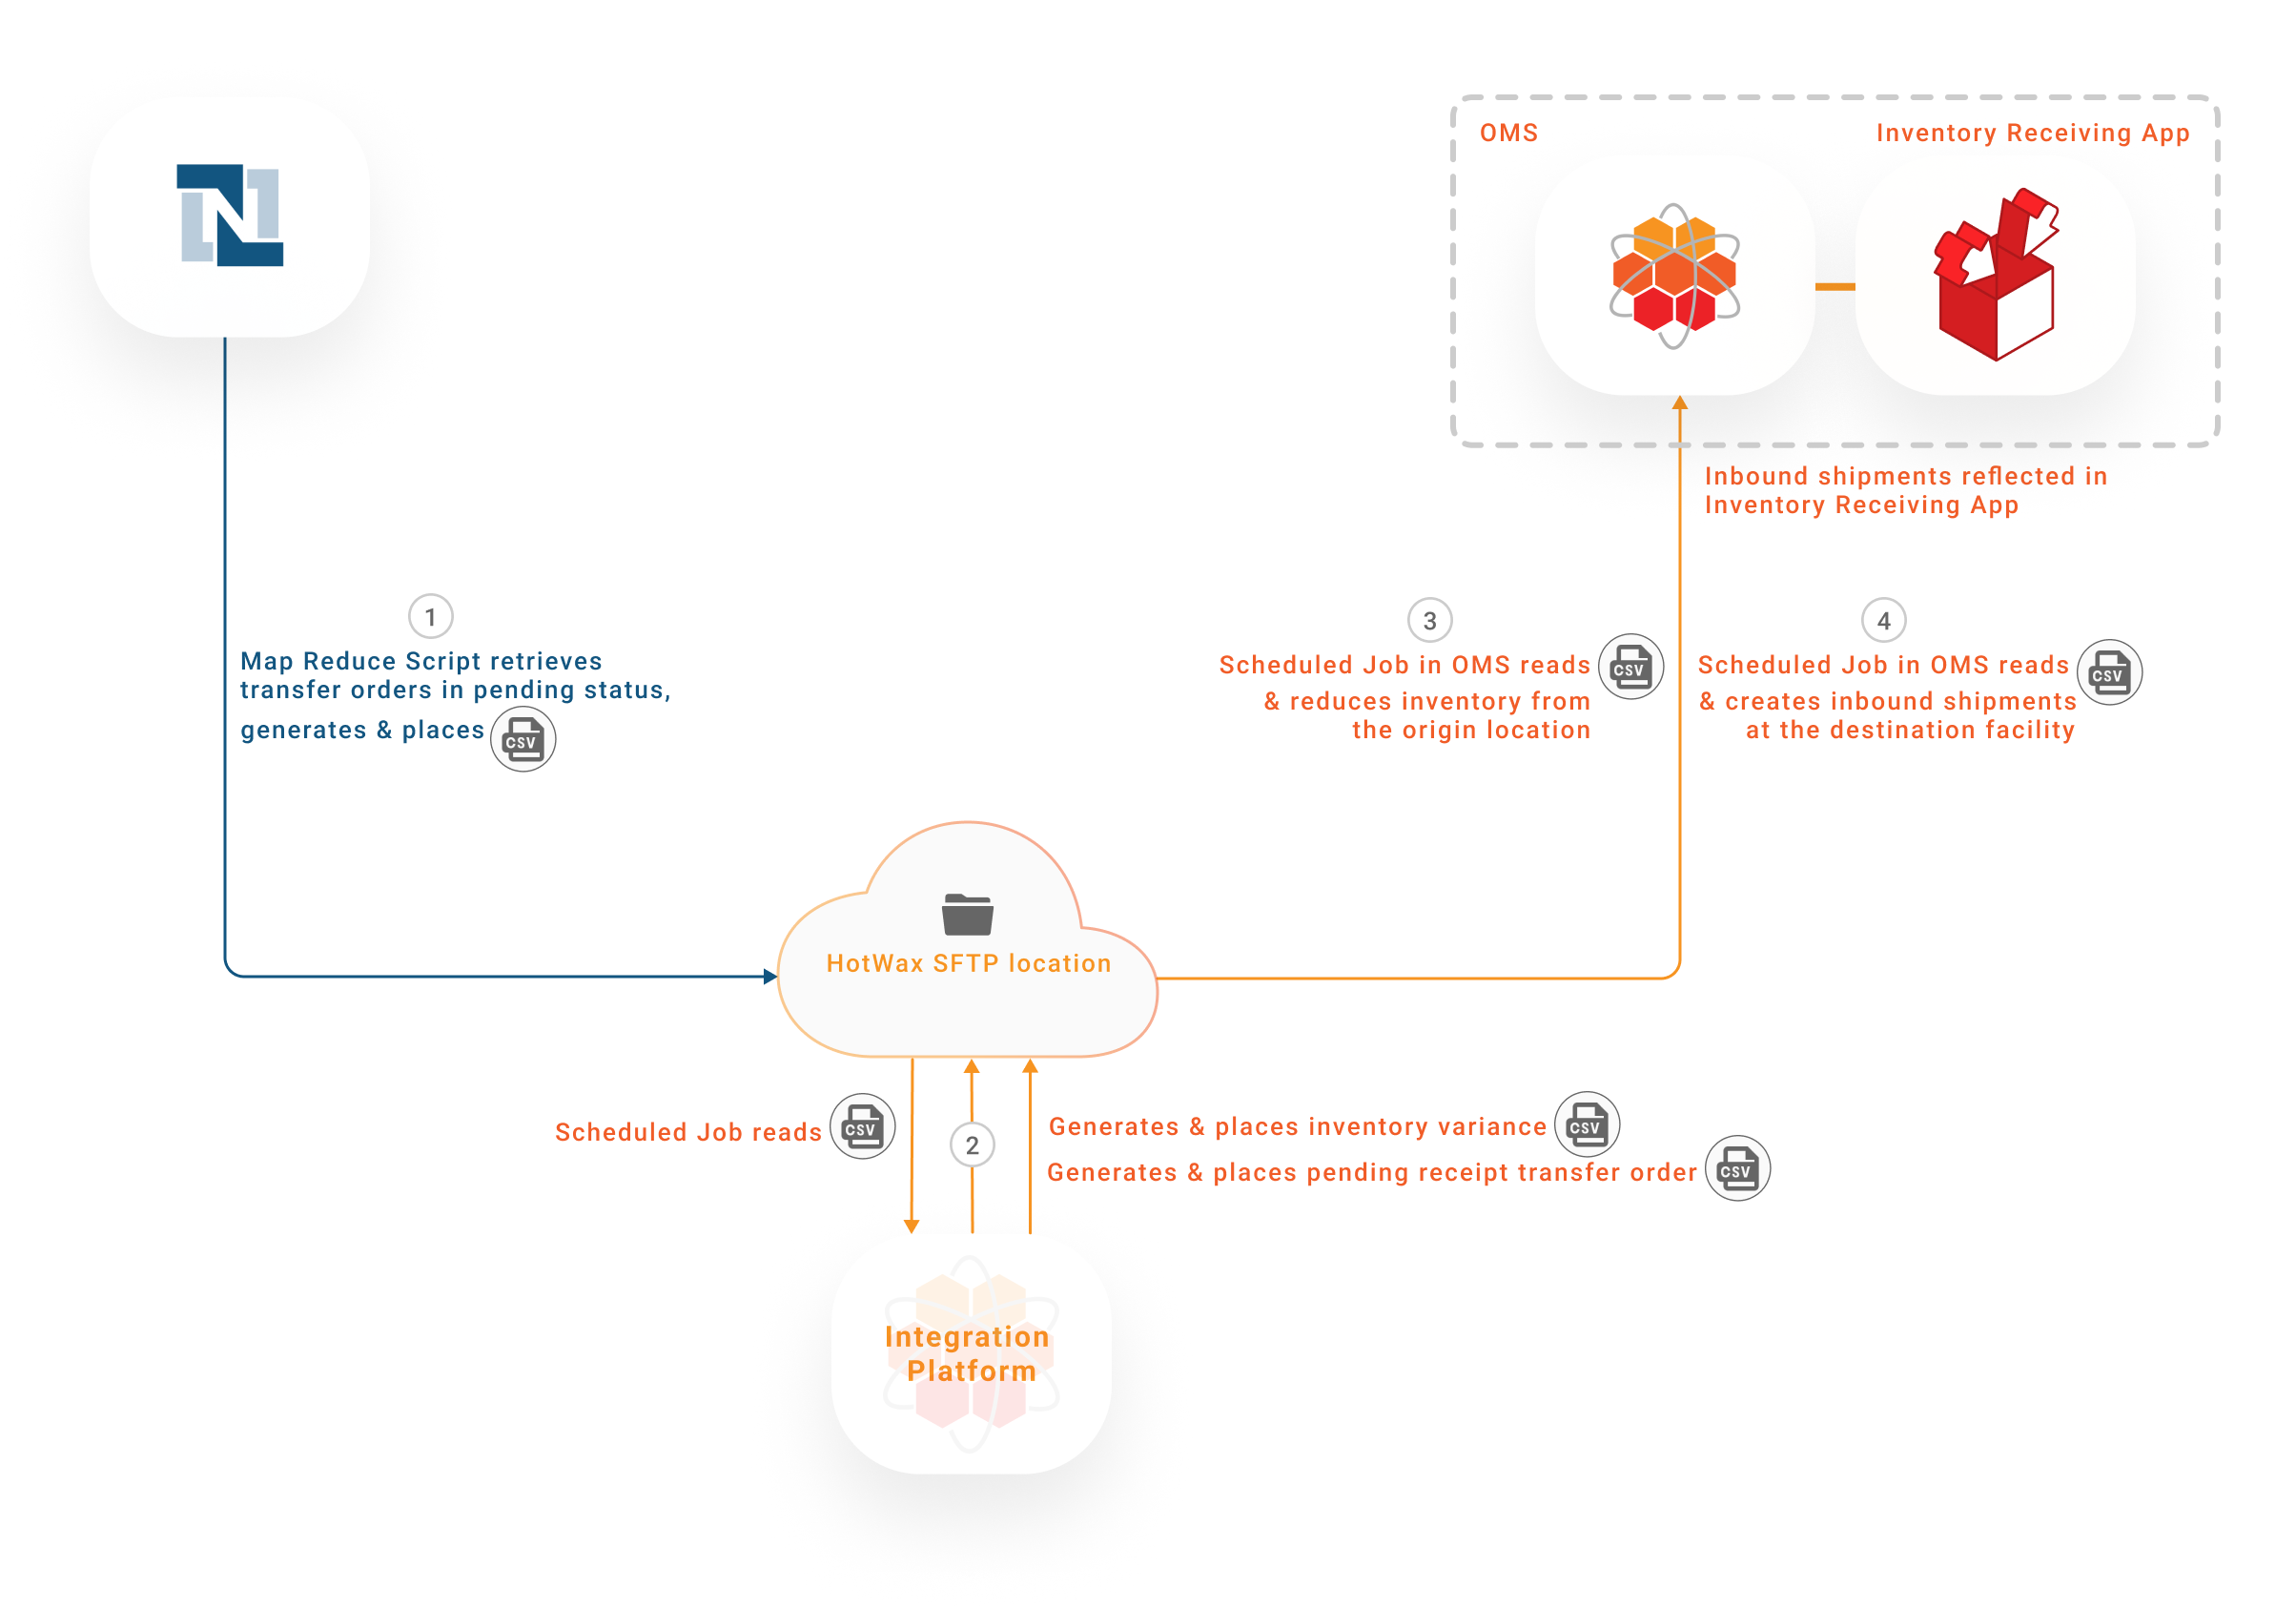 OMS
Inventory Receiving App
N
Inbound shipments reflected in
Inventory Receiving App
1
Map Reduce Script retrieves
transfer orders in pending status,
generates & places CSV
3
Scheduled Job in OMS reads CSV
& reduces inventory from
the origin location
4
Scheduled Job in OMS reads CSV
& creates inbound shipments
at the destination facility
HotWax SFTP location
Scheduled Job reads CSV
2
Generates & places inventory variance CSV
Generates & places pending receipt transfer order CSV
Integration
Platform